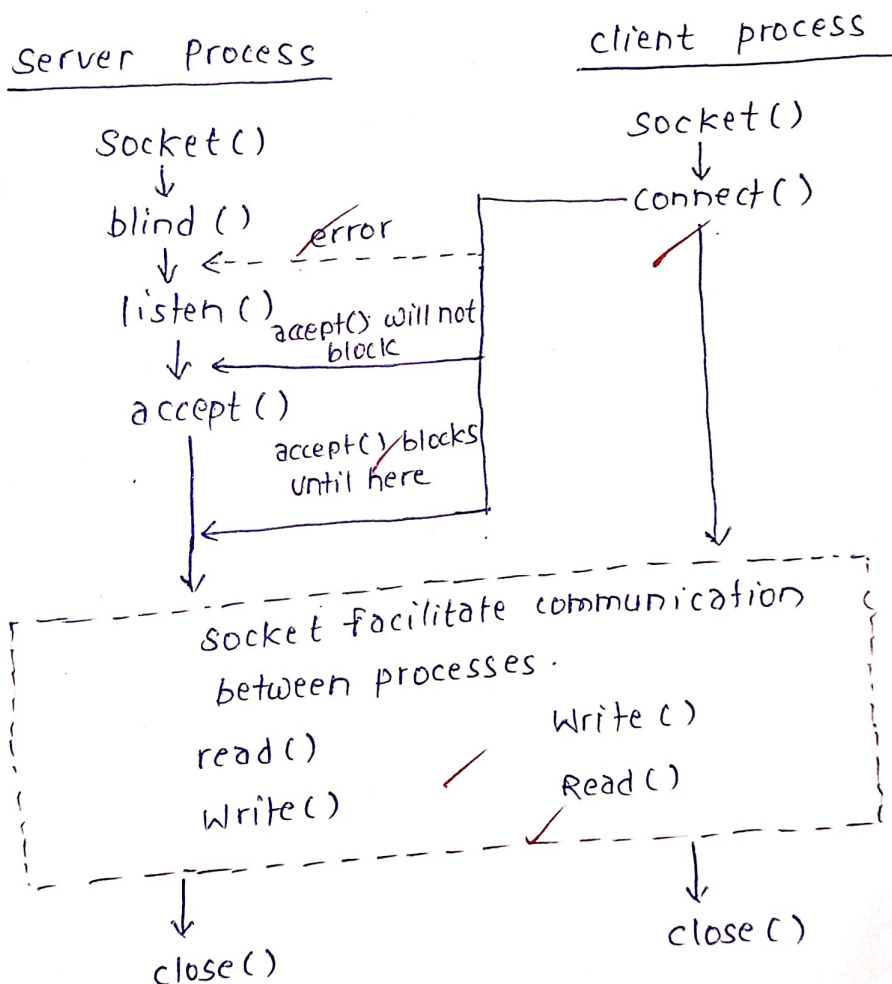 Server Process
client process
Socket()
socket()
blind ()
connect()
error
listen ()
accept() will not
block
accept()
accept() blocks
until here
socket facilitate communication
between processes.
read()
Write()
Write()
Read()
close()
close()